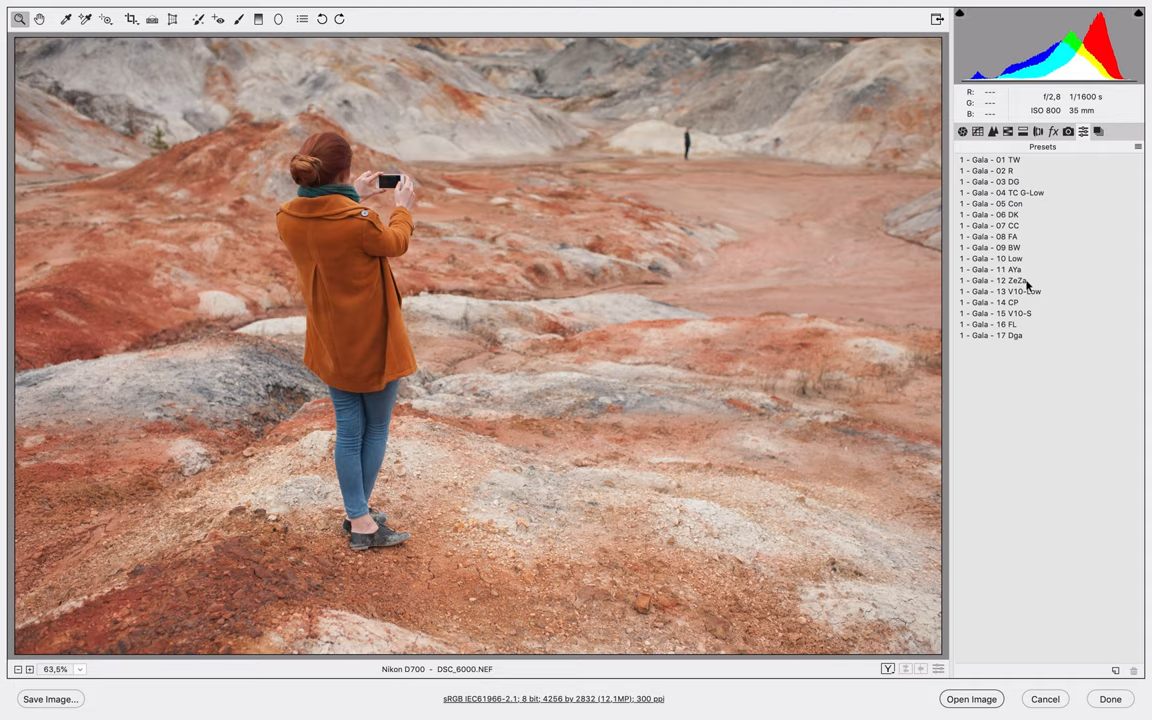 R: ---
G: ---
B: ---
f/2,8 1/1600 s
ISO 800 35 mm
fx
Presets
1 - Gala - 01 TW
1 - Gala - 02 R
1 - Gala - 03 DG
1 - Gala - 04 TC G-Low
1 - Gala - 05 Con
1 - Gala - 06 DK
1 - Gala - 07 CC
1 - Gala - 08 FA
1 - Gala - 09 BW
1 - Gala - 10 Low
1 - Gala - 11 AYa
1 - Gala - 12 ZeZa
1 - Gala - 13 V10-Low
1 - Gala - 14 CP
1 - Gala - 15 V10-S
1 - Gala - 16 FL
1 - Gala - 17 Dga
63,5%
Nikon D700 - DSC_6000.NEF
Y
Save Image...
sRGB IEC61966-2.1; 8 bit; 4256 by 2832 (12,1MP); 300 ppi
Open Image
Cancel
Done